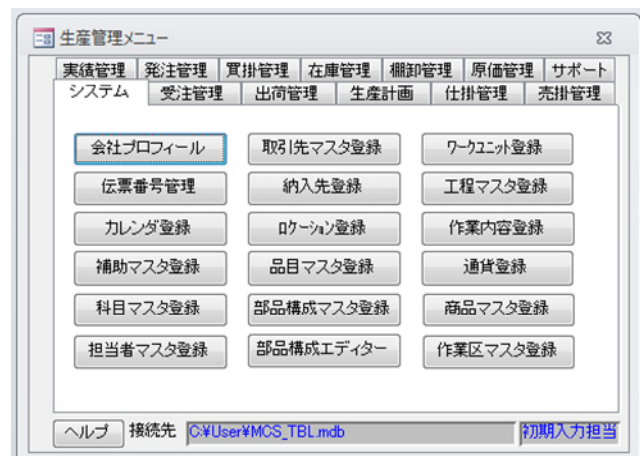 生産管理メニュー
実績管理 発注管理 買掛管理 在庫管理 棚卸管理 原価管理 サポート
システム 受注管理 出荷管理 生産計画 仕掛管理 売掛管理
会社プロフィール 取引先マスタ登録 ワークユニット登録
伝票番号管理 納入先登録 工程マスタ登録
カレンダ登録 ロケーション登録 作業内容登録
補助マスタ登録 品目マスタ登録 通貨登録
科目マスタ登録 部品構成マスタ登録 商品マスタ登録
担当者マスタ登録 部品構成エディター 作業区マスタ登録
ヘルプ 接続先 C:¥User¥MCS_TBL.mdb 初期入力担当